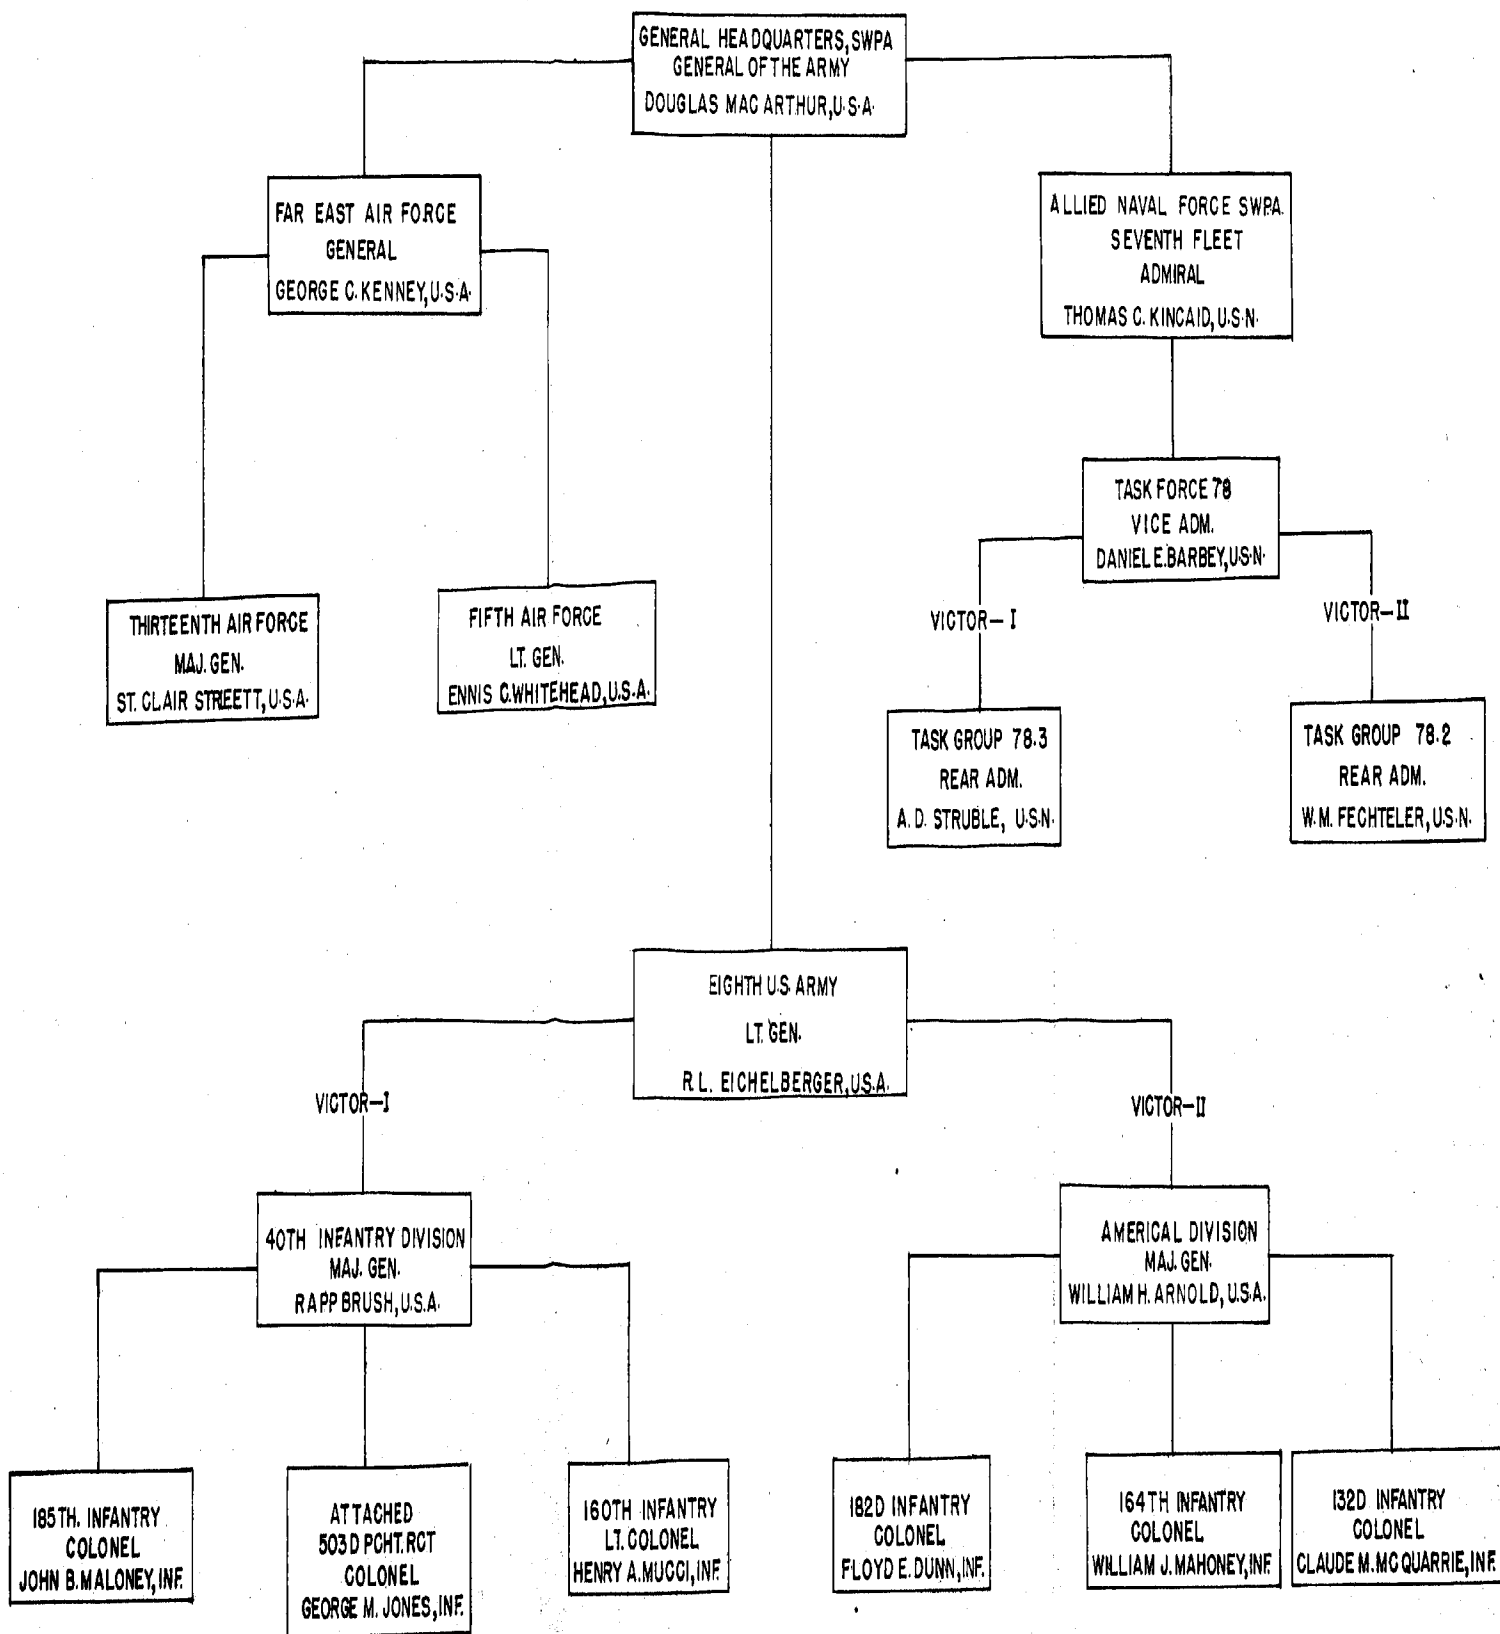 GENERAL HEADQUARTERS, SWPA
GENERAL OF THE ARMY
DOUGLAS MAC ARTHUR, U.S.A.
FAR EAST AIR FORCE
GENERAL
GEORGE C. KENNEY, U.S.A.
ALLIED NAVAL FORCE SWPA.
SEVENTH FLEET
ADMIRAL
THOMAS C. KINCAID, U.S.N.
TASK FORCE 78
VICE ADM.
DANIEL E. BARBEY, U.S.N.
VICTOR-I
VICTOR-II
THIRTEENTH AIR FORCE
MAJ. GEN.
ST. CLAIR STREETT, U.S.A.
FIFTH AIR FORCE
LT. GEN.
ENNIS C. WHITEHEAD, U.S.A.
TASK GROUP 78.3
REAR ADM.
A. D. STRUBLE, U.S.N.
TASK GROUP 78.2
REAR ADM.
W. M. FECHTELER, U.S.N.
EIGHTH U.S. ARMY
LT. GEN.
R. L. EICHELBERGER, U.S.A.
VICTOR-I
VICTOR-II
40TH INFANTRY DIVISION
MAJ. GEN.
RAPP BRUSH, U.S.A.
AMERICAL DIVISION
MAJ. GEN.
WILLIAM H. ARNOLD, U.S.A.
185TH. INFANTRY
COLONEL
JOHN B. MALONEY, INF.
ATTACHED
503D PCHT. RCT
COLONEL
GEORGE M. JONES, INF.
160TH INFANTRY
LT. COLONEL
HENRY A. MUCCI, INF.
182D INFANTRY
COLONEL
FLOYD E. DUNN, INF.
164TH INFANTRY
COLONEL
WILLIAM J. MAHONEY, INF.
132D INFANTRY
COLONEL
CLAUDE M. MC QUARRIE, INF.